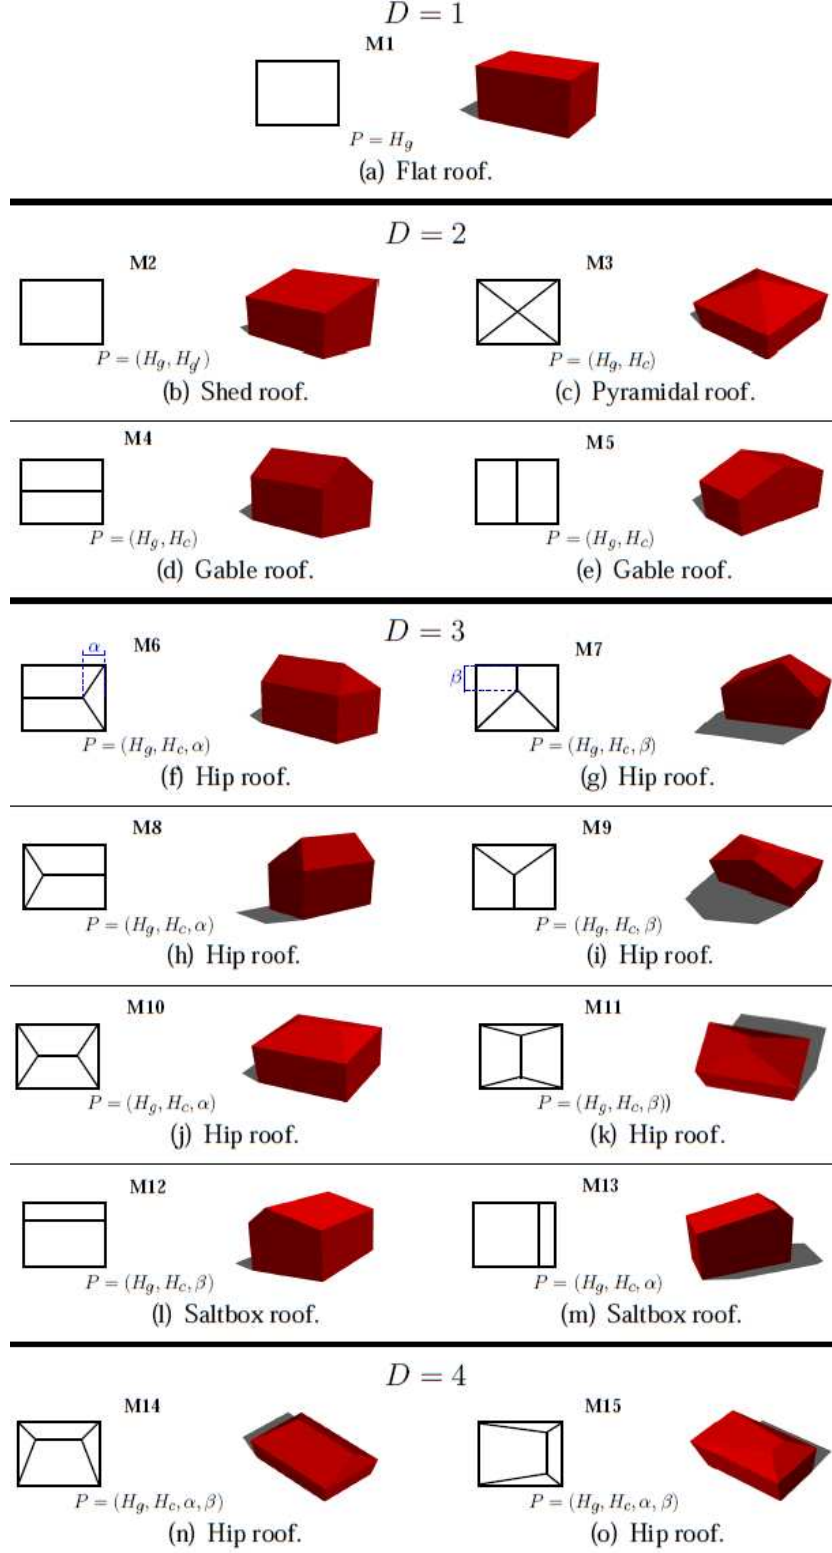 D = 1
M1
P = H_g
(a) Flat roof.
D = 2
M2
P = (H_g, H_g')
(b) Shed roof.
M3
P = (H_g, H_c)
(c) Pyramidal roof.
M4
P = (H_g, H_c)
(d) Gable roof.
M5
P = (H_g, H_c)
(e) Gable roof.
D = 3
α
M6
P = (H_g, H_c, α)
(f) Hip roof.
M7
β
P = (H_g, H_c, β)
(g) Hip roof.
M8
P = (H_g, H_c, α)
(h) Hip roof.
M9
P = (H_g, H_c, β)
(i) Hip roof.
M10
P = (H_g, H_c, α)
(j) Hip roof.
M11
P = (H_g, H_c, β))
(k) Hip roof.
M12
P = (H_g, H_c, β)
(l) Saltbox roof.
M13
P = (H_g, H_c, α)
(m) Saltbox roof.
D = 4
M14
P = (H_g, H_c, α, β)
(n) Hip roof.
M15
P = (H_g, H_c, α, β)
(o) Hip roof.